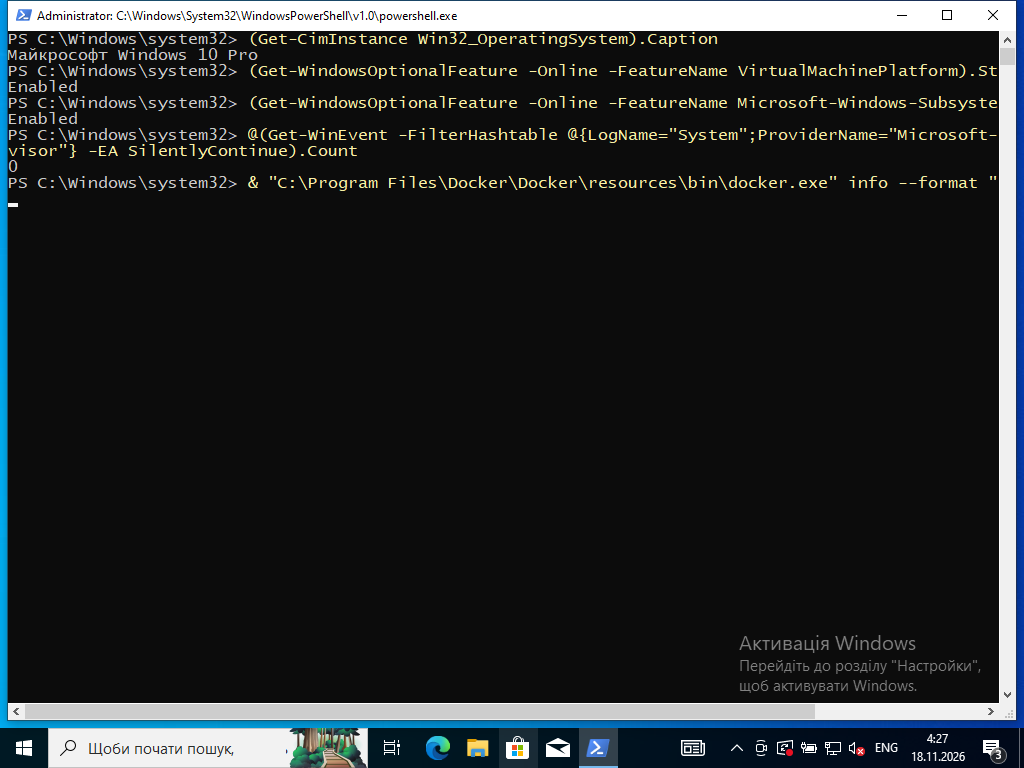 Administrator: C:\Windows\System32\WindowsPowerShell\v1.0\powershell.exe
PS C:\Windows\system32> (Get-CimInstance Win32_OperatingSystem).Caption
Майкрософт Windows 10 Pro
PS C:\Windows\system32> (Get-WindowsOptionalFeature -Online -FeatureName VirtualMachinePlatform).St
Enabled
PS C:\Windows\system32> (Get-WindowsOptionalFeature -Online -FeatureName Microsoft-Windows-Subsyste
Enabled
PS C:\Windows\system32> @(Get-WinEvent -FilterHashtable @{LogName="System";ProviderName="Microsoft-
visor"} -EA SilentlyContinue).Count
0
PS C:\Windows\system32> & "C:\Program Files\Docker\Docker\resources\bin\docker.exe" info --format "
Активація Windows
Перейдіть до розділу "Настройки",
щоб активувати Windows.
Щоби почати пошук,
ENG
4:27
18.11.2026
3